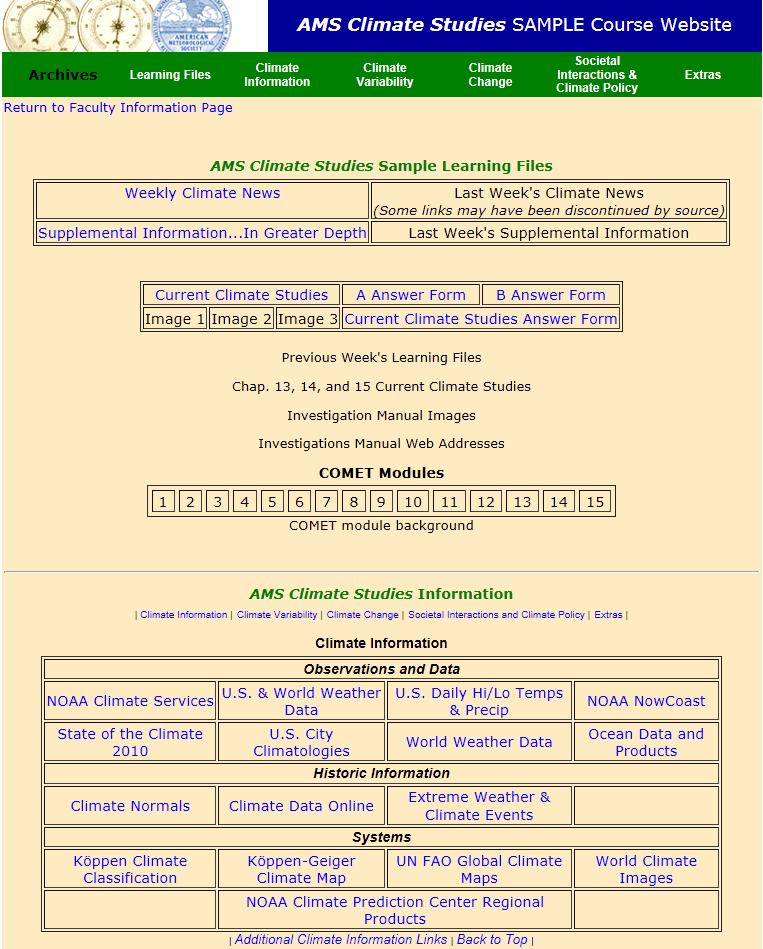 AMERICAN
METEOROLOGICAL
SOCIETY
AMS Climate Studies SAMPLE Course Website
Archives Learning Files Climate Information Climate Variability Climate Change Societal Interactions & Climate Policy Extras
Return to Faculty Information Page
AMS Climate Studies Sample Learning Files
Weekly Climate News Last Week's Climate News
(Some links may have been discontinued by source)
Supplemental Information...In Greater Depth Last Week's Supplemental Information
Current Climate Studies A Answer Form B Answer Form
Image 1 Image 2 Image 3 Current Climate Studies Answer Form
Previous Week's Learning Files
Chap. 13, 14, and 15 Current Climate Studies
Investigation Manual Images
Investigations Manual Web Addresses
COMET Modules
1 2 3 4 5 6 7 8 9 10 11 12 13 14 15
COMET module background
AMS Climate Studies Information
| Climate Information | Climate Variability | Climate Change | Societal Interactions and Climate Policy | Extras |
Climate Information
Observations and Data
NOAA Climate Services U.S. & World Weather Data U.S. Daily Hi/Lo Temps & Precip NOAA NowCoast
State of the Climate 2010 U.S. City Climatologies World Weather Data Ocean Data and Products
Historic Information
Climate Normals Climate Data Online Extreme Weather & Climate Events
Systems
Köppen Climate Classification Köppen-Geiger Climate Map UN FAO Global Climate Maps World Climate Images
NOAA Climate Prediction Center Regional Products
| Additional Climate Information Links | Back to Top |